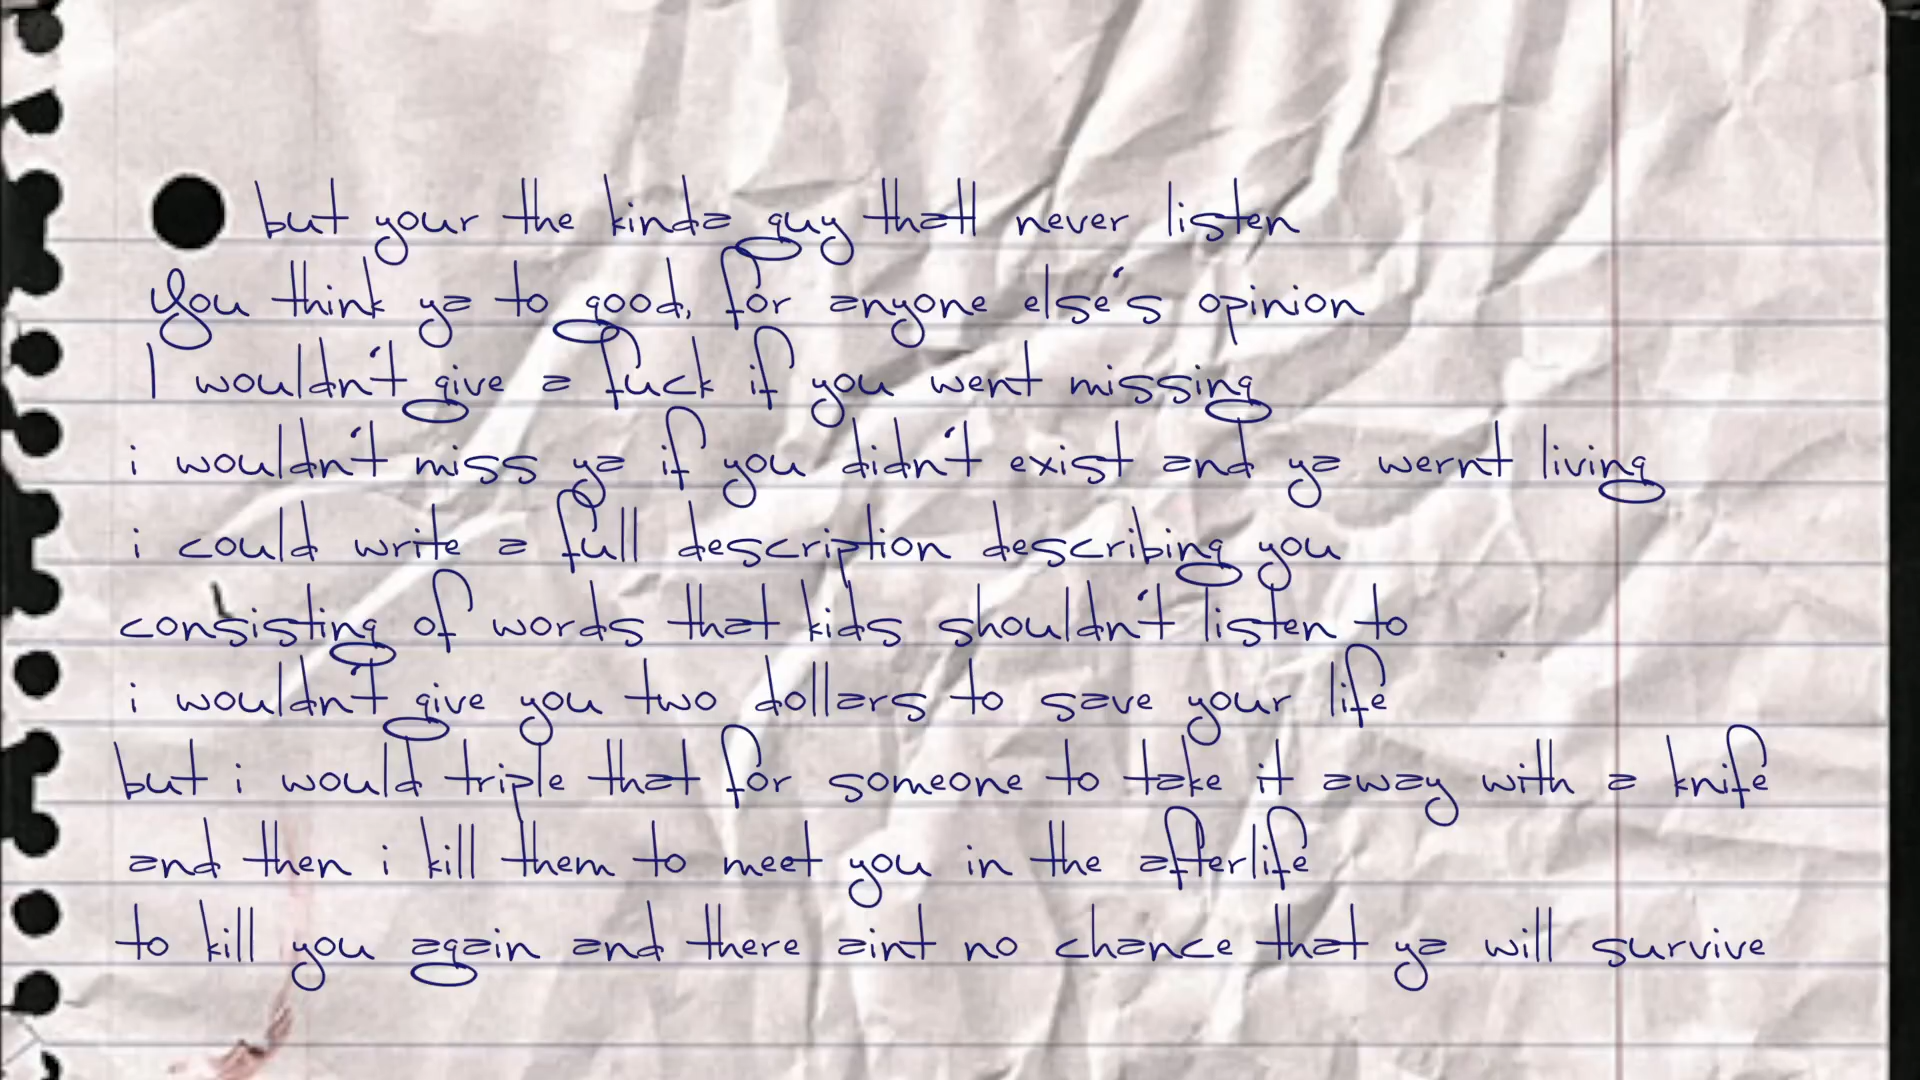 but your the kinda guy thatl never listen
You think ya to good, for anyone else's opinion
I wouldn't give a fuck if you went missing
i wouldn't miss ya if you didn't exist and ya wernt living
i could write a full description describing you
consisting of words that kids shouldn't listen to
i wouldn't give you two dollars to save your life
but i would triple that for someone to take it away with a knife
and then i kill them to meet you in the afterlife
to kill you again and there aint no chance that ya will survive